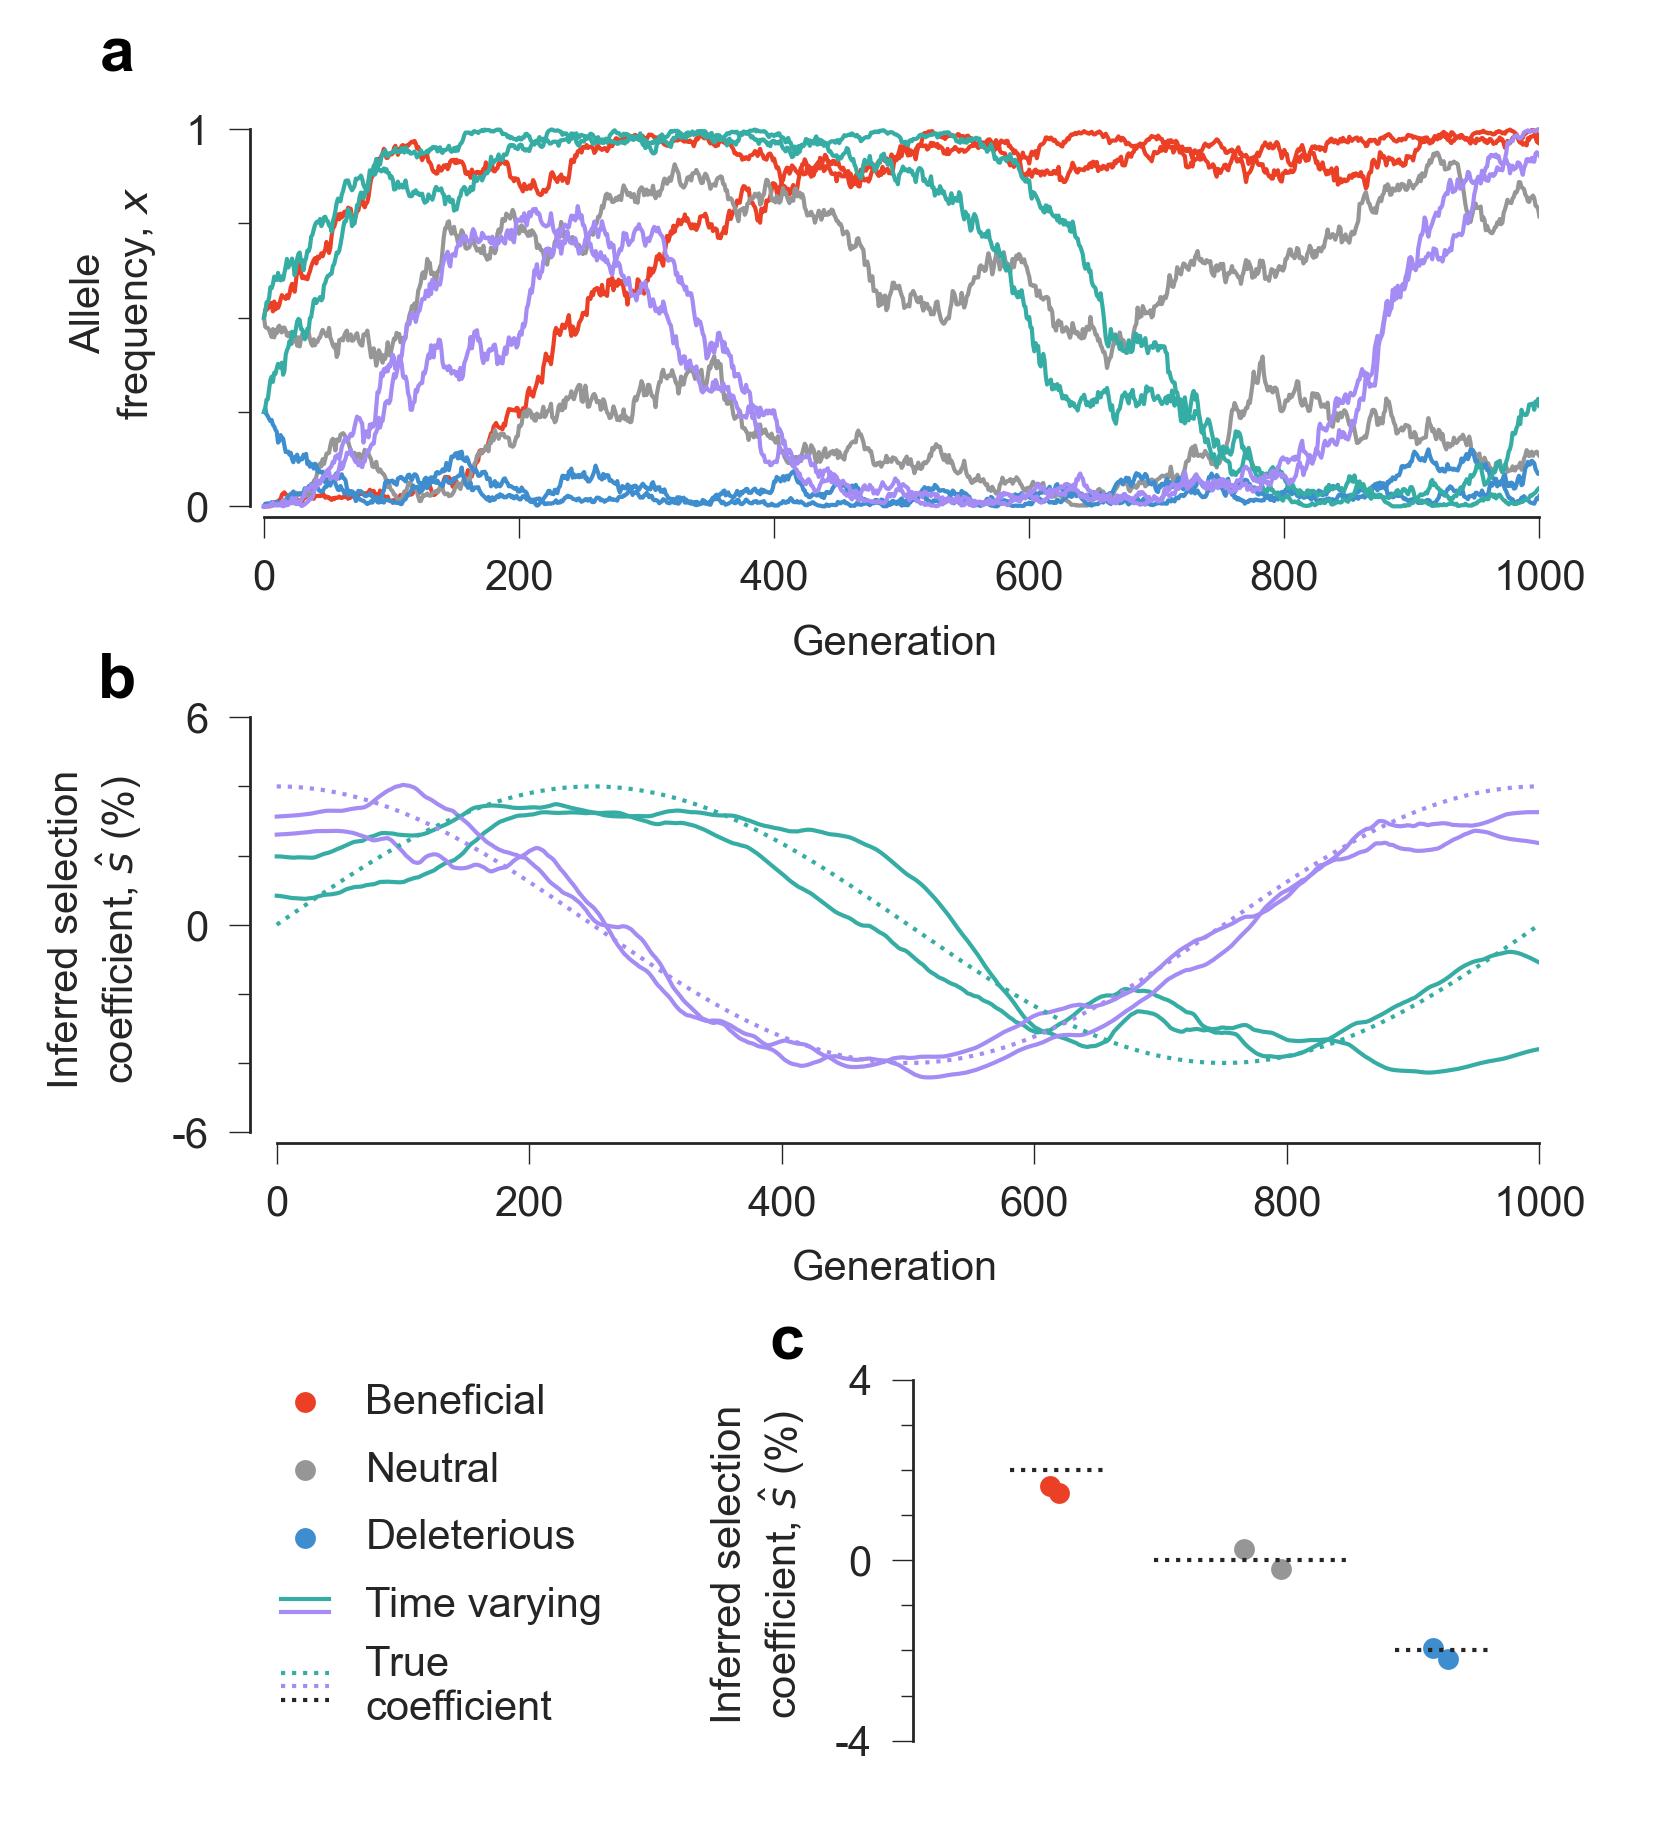 a
1
0
Allele
frequency, x
0 200 400 600 800 1000
Generation
b
6
0
-6
Inferred selection
coefficient, ŝ (%)
0 200 400 600 800 1000
Generation
c
4
0
-4
Inferred selection
coefficient, ŝ (%)
Beneficial
Neutral
Deleterious
Time varying
True
coefficient